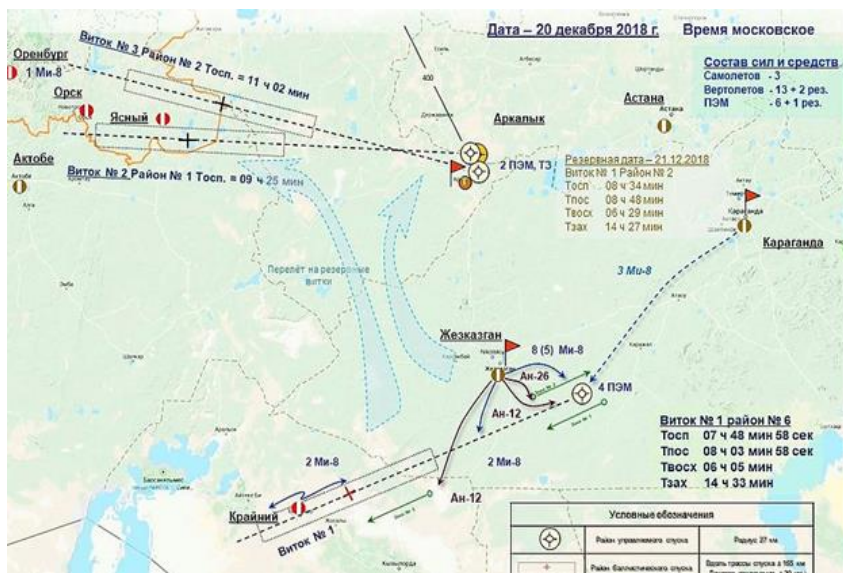 Дата – 20 декабря 2018 г. Время московское
Состав сил и средств
Самолетов - 3
Вертолетов - 13 + 2 рез.
ПЭМ - 6 + 1 рез.
Виток № 3 Район № 2 Тосп. = 11 ч 02 мин
Оренбург
1 Ми-8
Орск
Ясный
400
Астана
Астана
Аркалык
Актобе
2 ПЭМ, ТЗ
Виток № 2 Район № 1 Тосп. = 09 ч 25 мин
Резервная дата – 21.12.2018
Виток № 1 Район № 2
Тосп 08 ч 34 мин
Тпос 08 ч 48 мин
Твосх 06 ч 29 мин
Тзах 14 ч 27 мин
Караганда
Караганда
Перелёт на резервные
витки
3 Ми-8
Жезказган
8 (5) Ми-8
Ан-26
4 ПЭМ
Ан-12
Виток № 1 район № 6
Тосп 07 ч 48 мин 58 сек
Тпос 08 ч 03 мин 58 сек
Твосх 06 ч 05 мин
Тзах 14 ч 33 мин
2 Ми-8
2 Ми-8
Ан-12
Крайний
Виток № 1
Кызылорда
Условные обозначения
Район управляемого спуска
Радиус 27 км
Район баллистического спуска